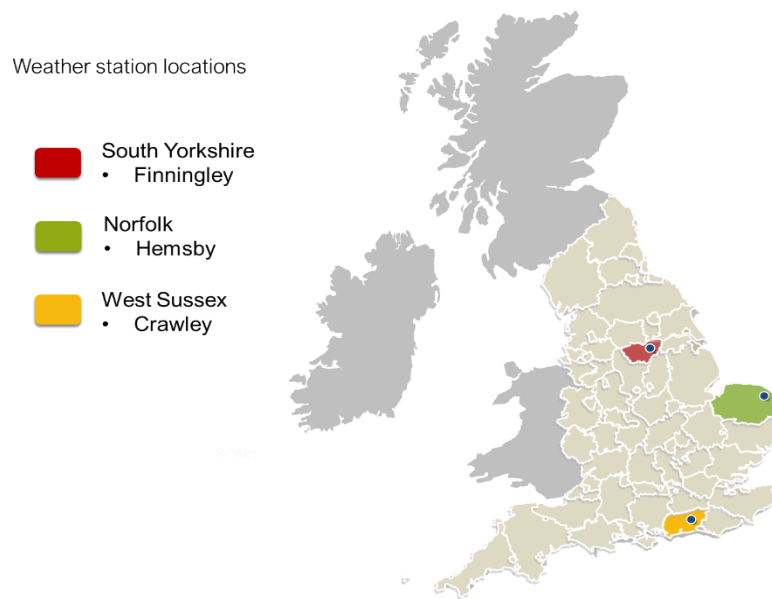 Weather station locations
South Yorkshire
• Finningley
Norfolk
• Hemsby
West Sussex
• Crawley